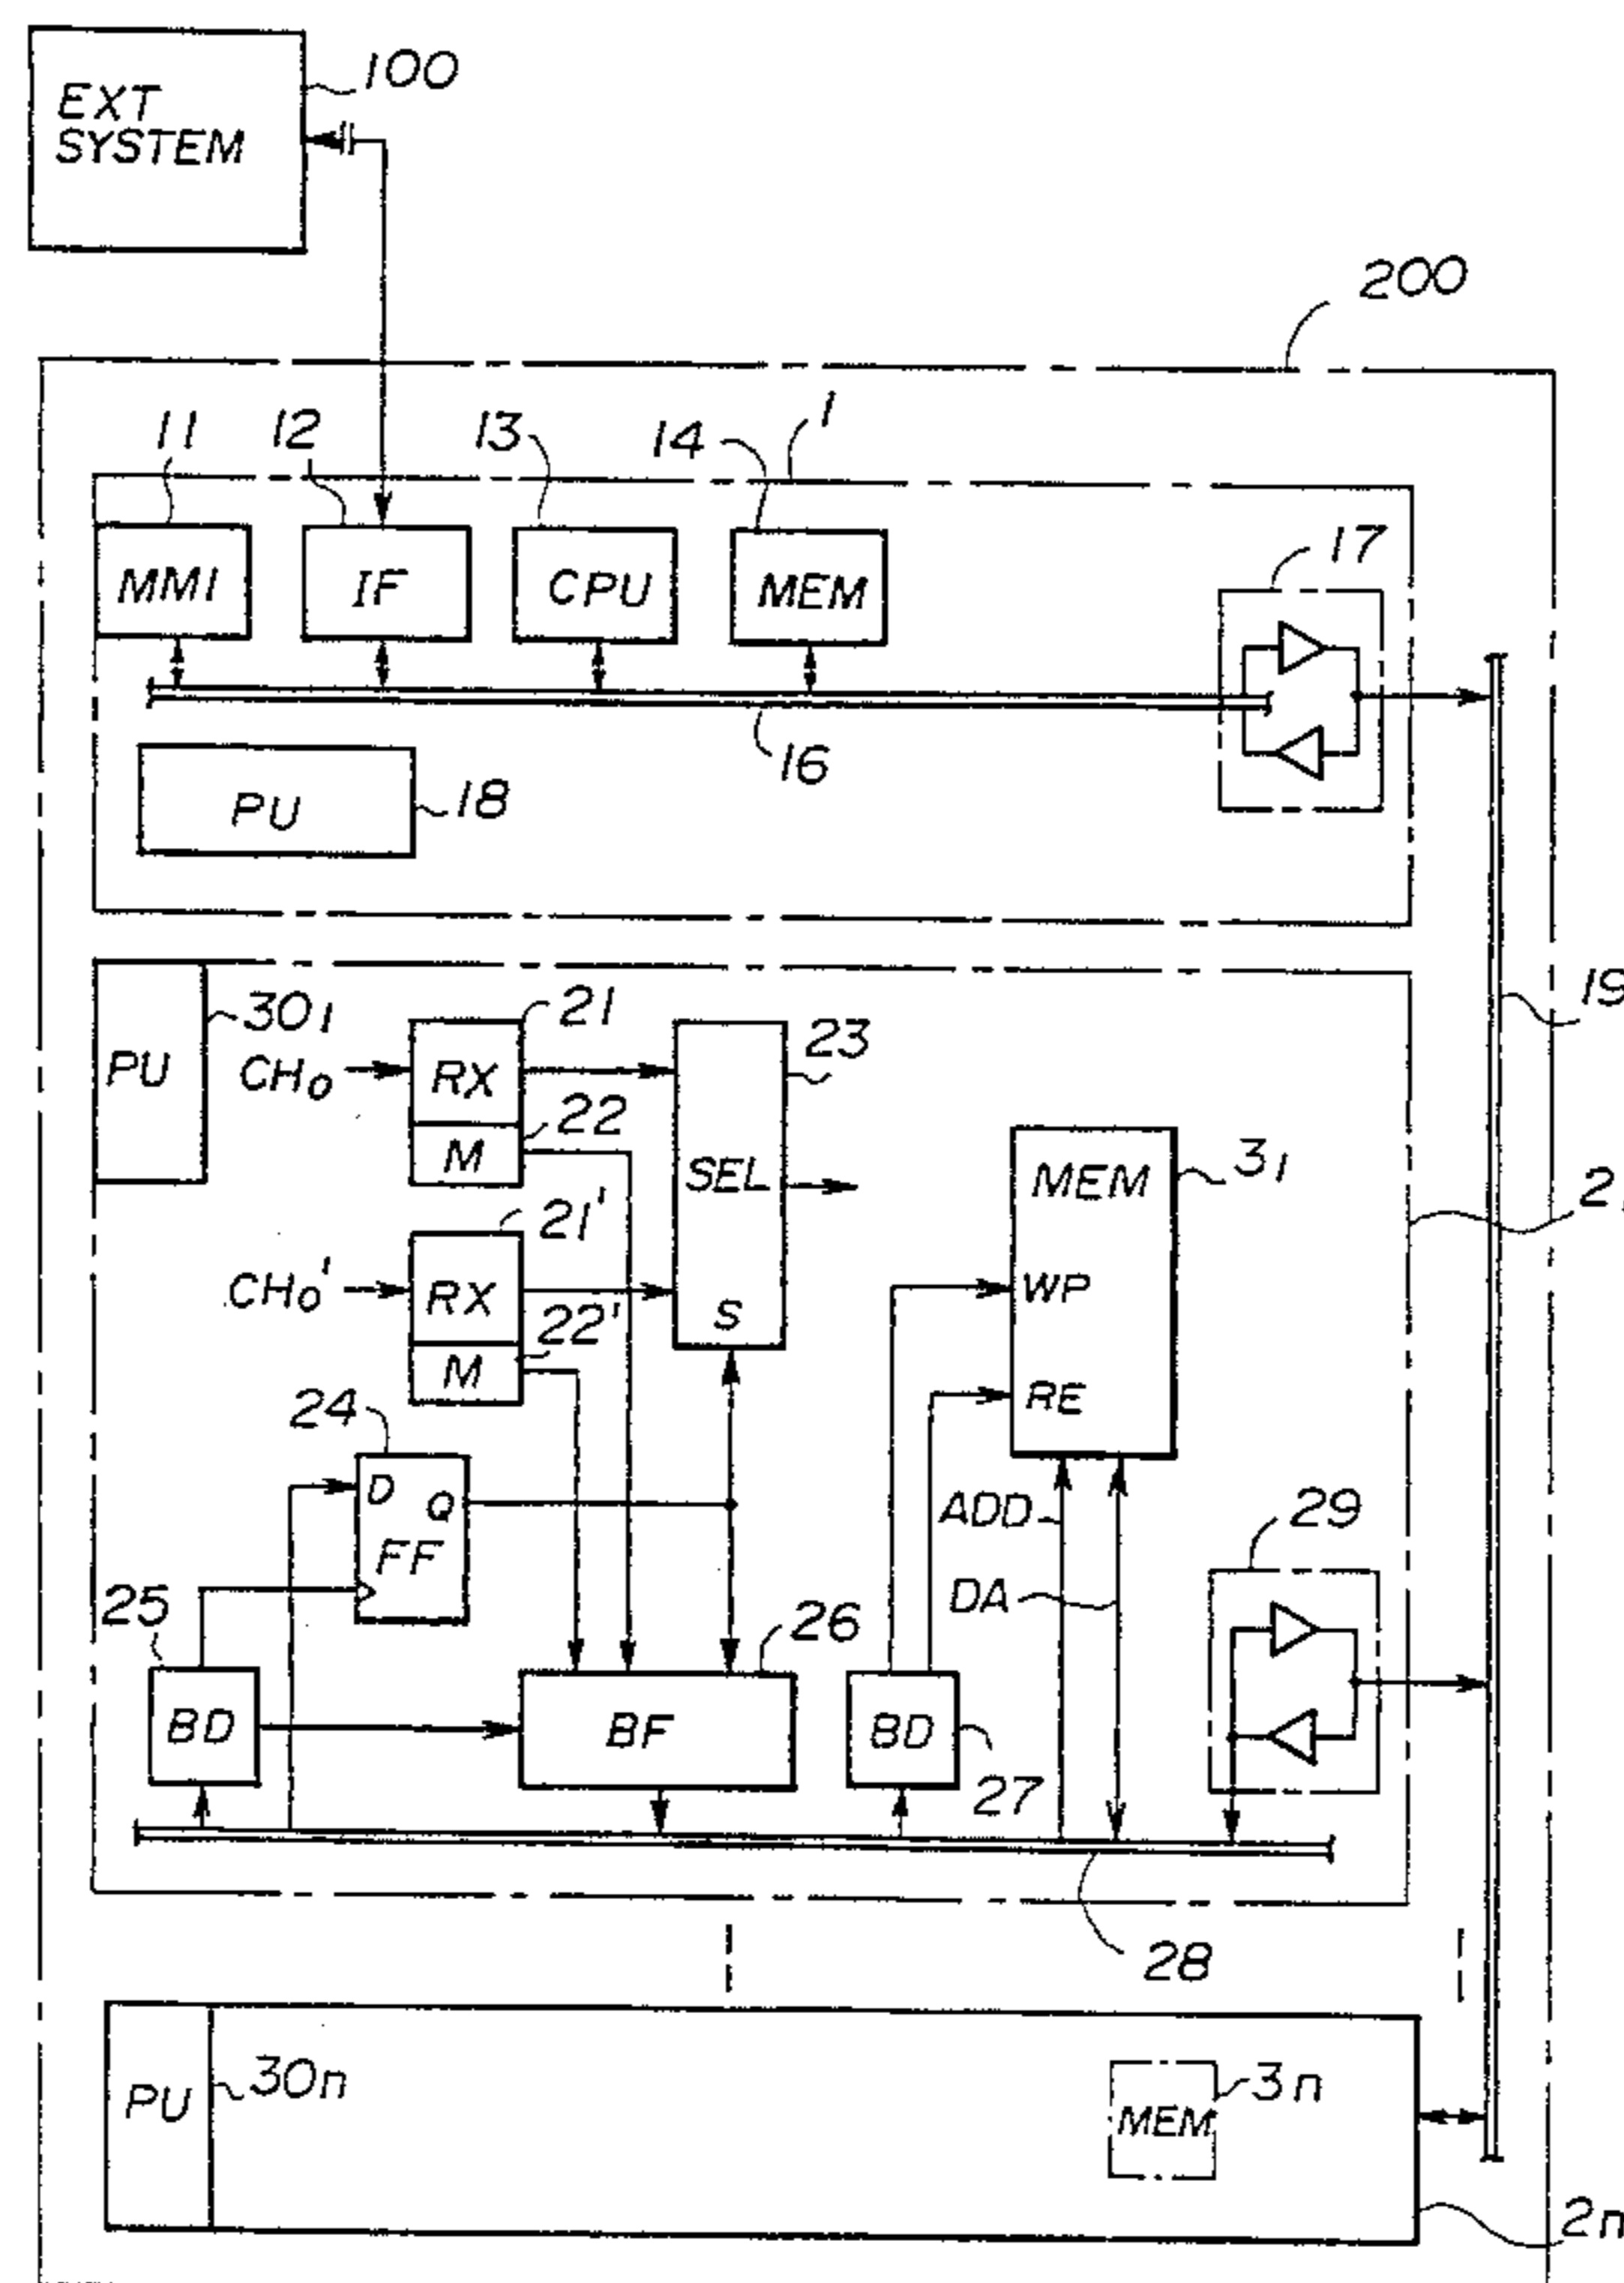 EXT
SYSTEM
100
200
11
12
13
14
1
MMI
IF
CPU
MEM
17
16
PU
18
19
PU
30₁
CH₀
RX
21
M
22
23
SEL
S
CH₀'
RX
21'
M
22'
MEM
3₁
WP
RE
2₁
24
D
Q
FF
ADD
DA
29
25
BD
26
BF
BD
27
28
PU
30n
MEM
3n
2n